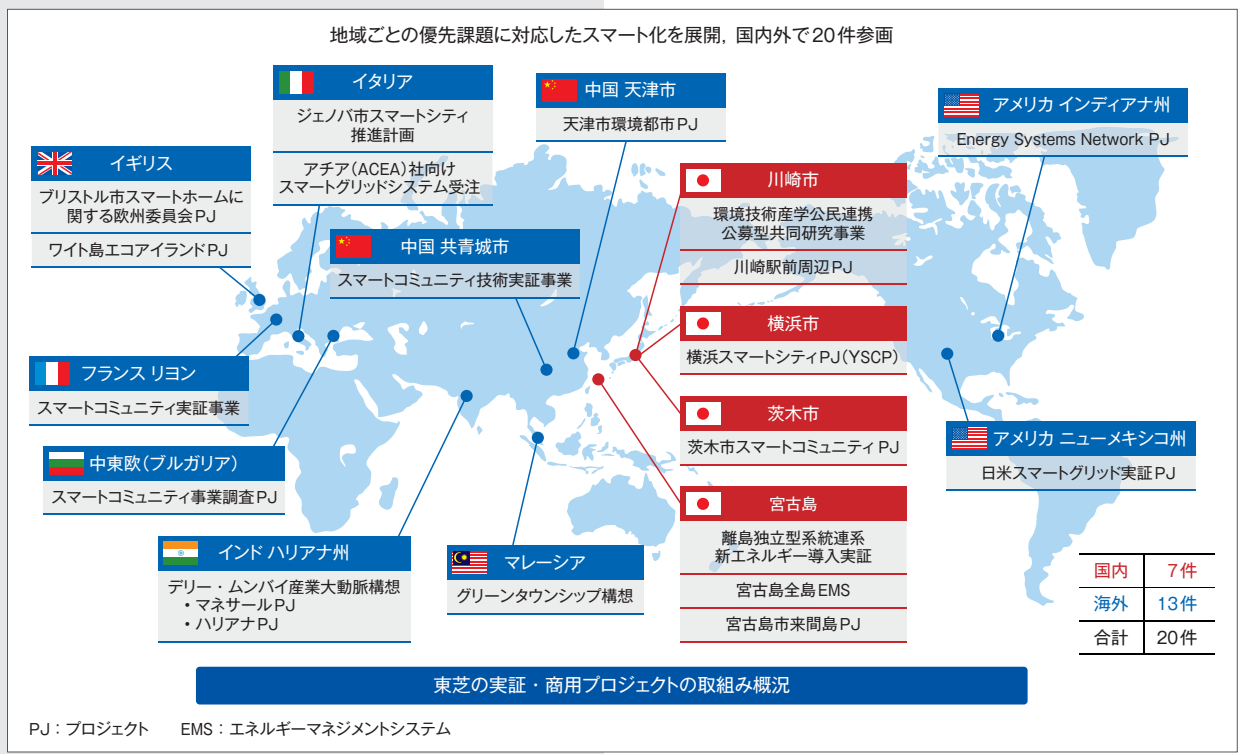 地域ごとの優先課題に対応したスマート化を展開，国内外で20件参画
イギリス
ブリストル市スマートホームに
関する欧州委員会PJ
ワイト島エコアイランドPJ
イタリア
ジェノバ市スマートシティ
推進計画
アチア(ACEA)社向け
スマートグリッドシステム受注
中国 天津市
天津市環境都市PJ
アメリカ インディアナ州
Energy Systems Network PJ
中国 共青城市
スマートコミュニティ技術実証事業
川崎市
環境技術産学公民連携
公募型共同研究事業
川崎駅前周辺PJ
横浜市
横浜スマートシティPJ(YSCP)
茨木市
茨木市スマートコミュニティPJ
宮古島
離島独立型系統連系
新エネルギー導入実証
宮古島全島EMS
宮古島市来間島PJ
フランス リヨン
スマートコミュニティ実証事業
中東欧(ブルガリア)
スマートコミュニティ事業調査PJ
インド ハリアナ州
デリー・ムンバイ産業大動脈構想
・マネサールPJ
・ハリアナPJ
マレーシア
グリーンタウンシップ構想
アメリカ ニューメキシコ州
日米スマートグリッド実証PJ
国内 7件
海外 13件
合計 20件
東芝の実証・商用プロジェクトの取組み概況
PJ：プロジェクト EMS：エネルギーマネジメントシステム